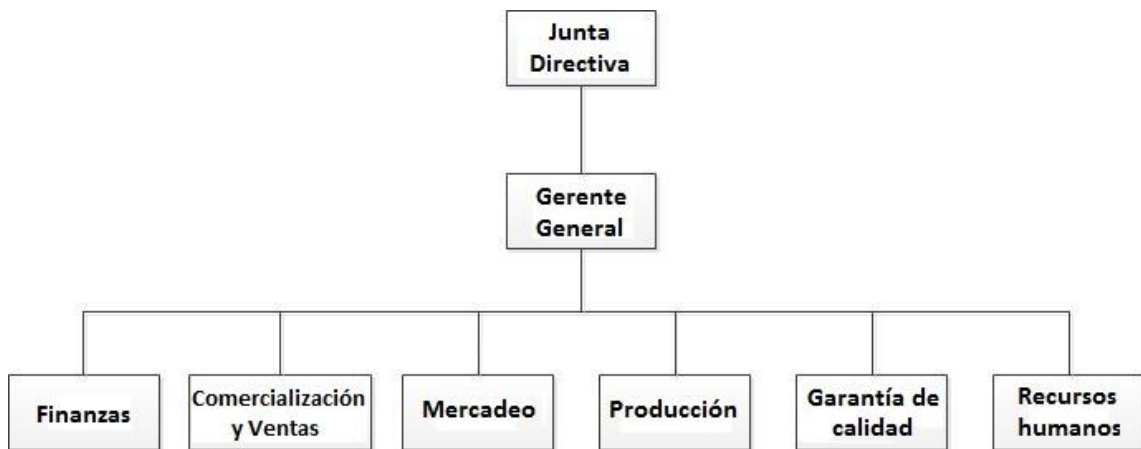 Junta
Directiva
Gerente
General
Finanzas
Comercialización
y Ventas
Mercadeo
Producción
Garantía de
calidad
Recursos
humanos